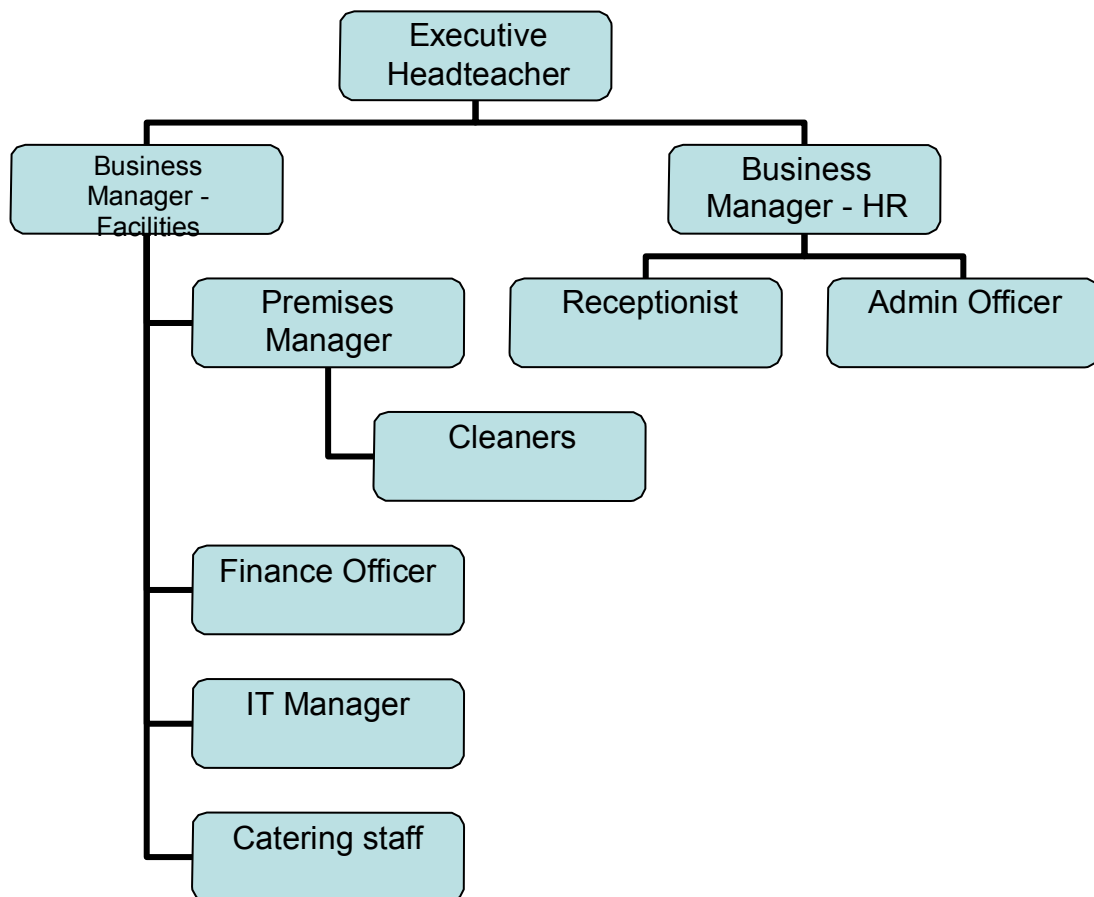 Executive
Headteacher
Business
Manager -
Facilities
Business
Manager - HR
Premises
Manager
Receptionist
Admin Officer
Cleaners
Finance Officer
IT Manager
Catering staff